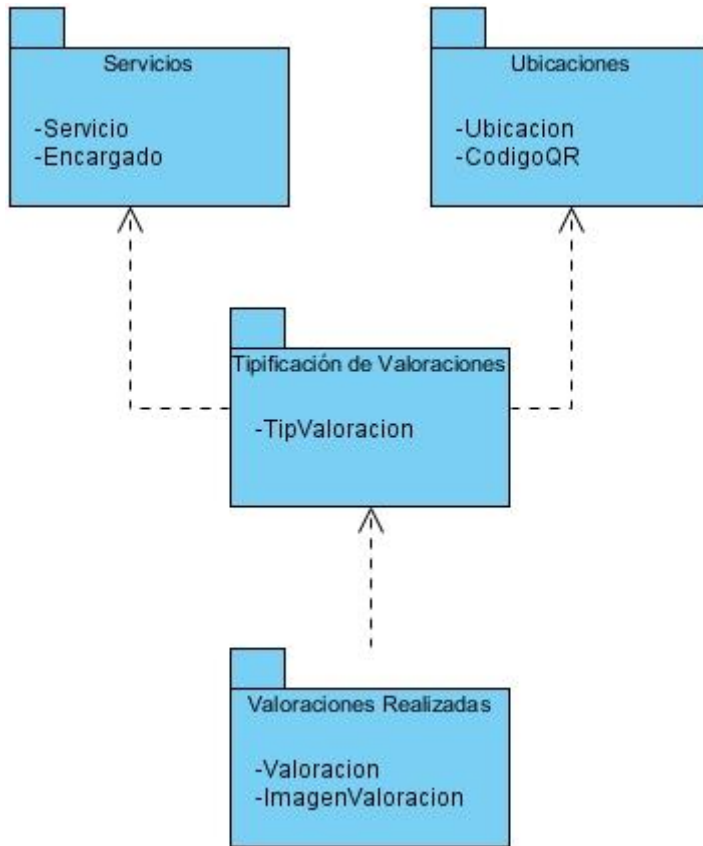 Servicios
-Servicio
-Encargado
Ubicaciones
-Ubicacion
-CodigoQR
Tipificación de Valoraciones
-TipValoracion
Valoraciones Realizadas
-Valoracion
-ImagenValoracion